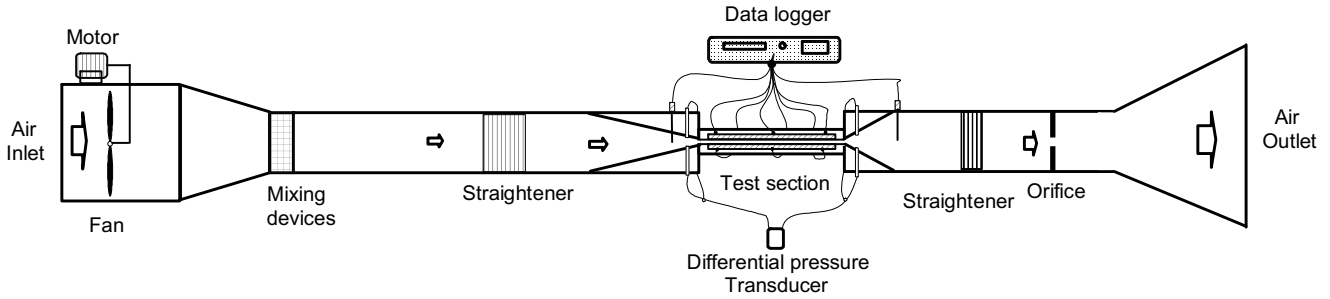 Data logger
Motor
Air
Inlet
Air
Outlet
Fan
Mixing
devices
Straightener
Test section
Straightener
Orifice
Differential pressure
Transducer